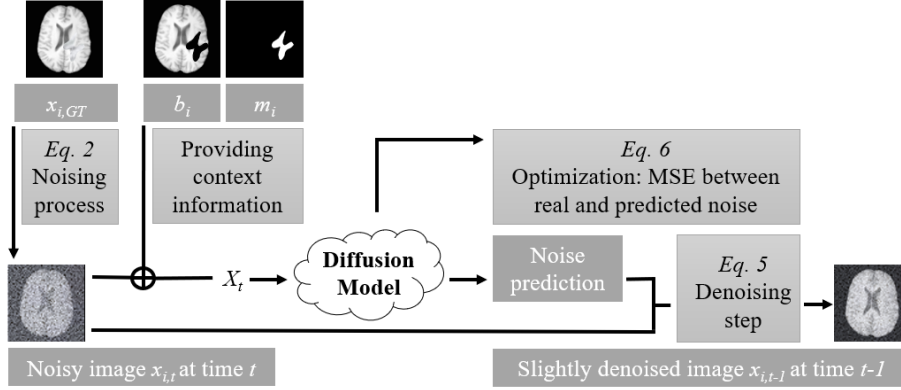 x_{i,GT}
b_i
m_i
Eq. 2
Noising
process
Providing
context
information
Eq. 6
Optimization: MSE between
real and predicted noise
X_t
Diffusion
Model
Noise
prediction
Eq. 5
Denoising
step
Noisy image x_{i,t} at time t
Slightly denoised image x_{i,t-1} at time t-1